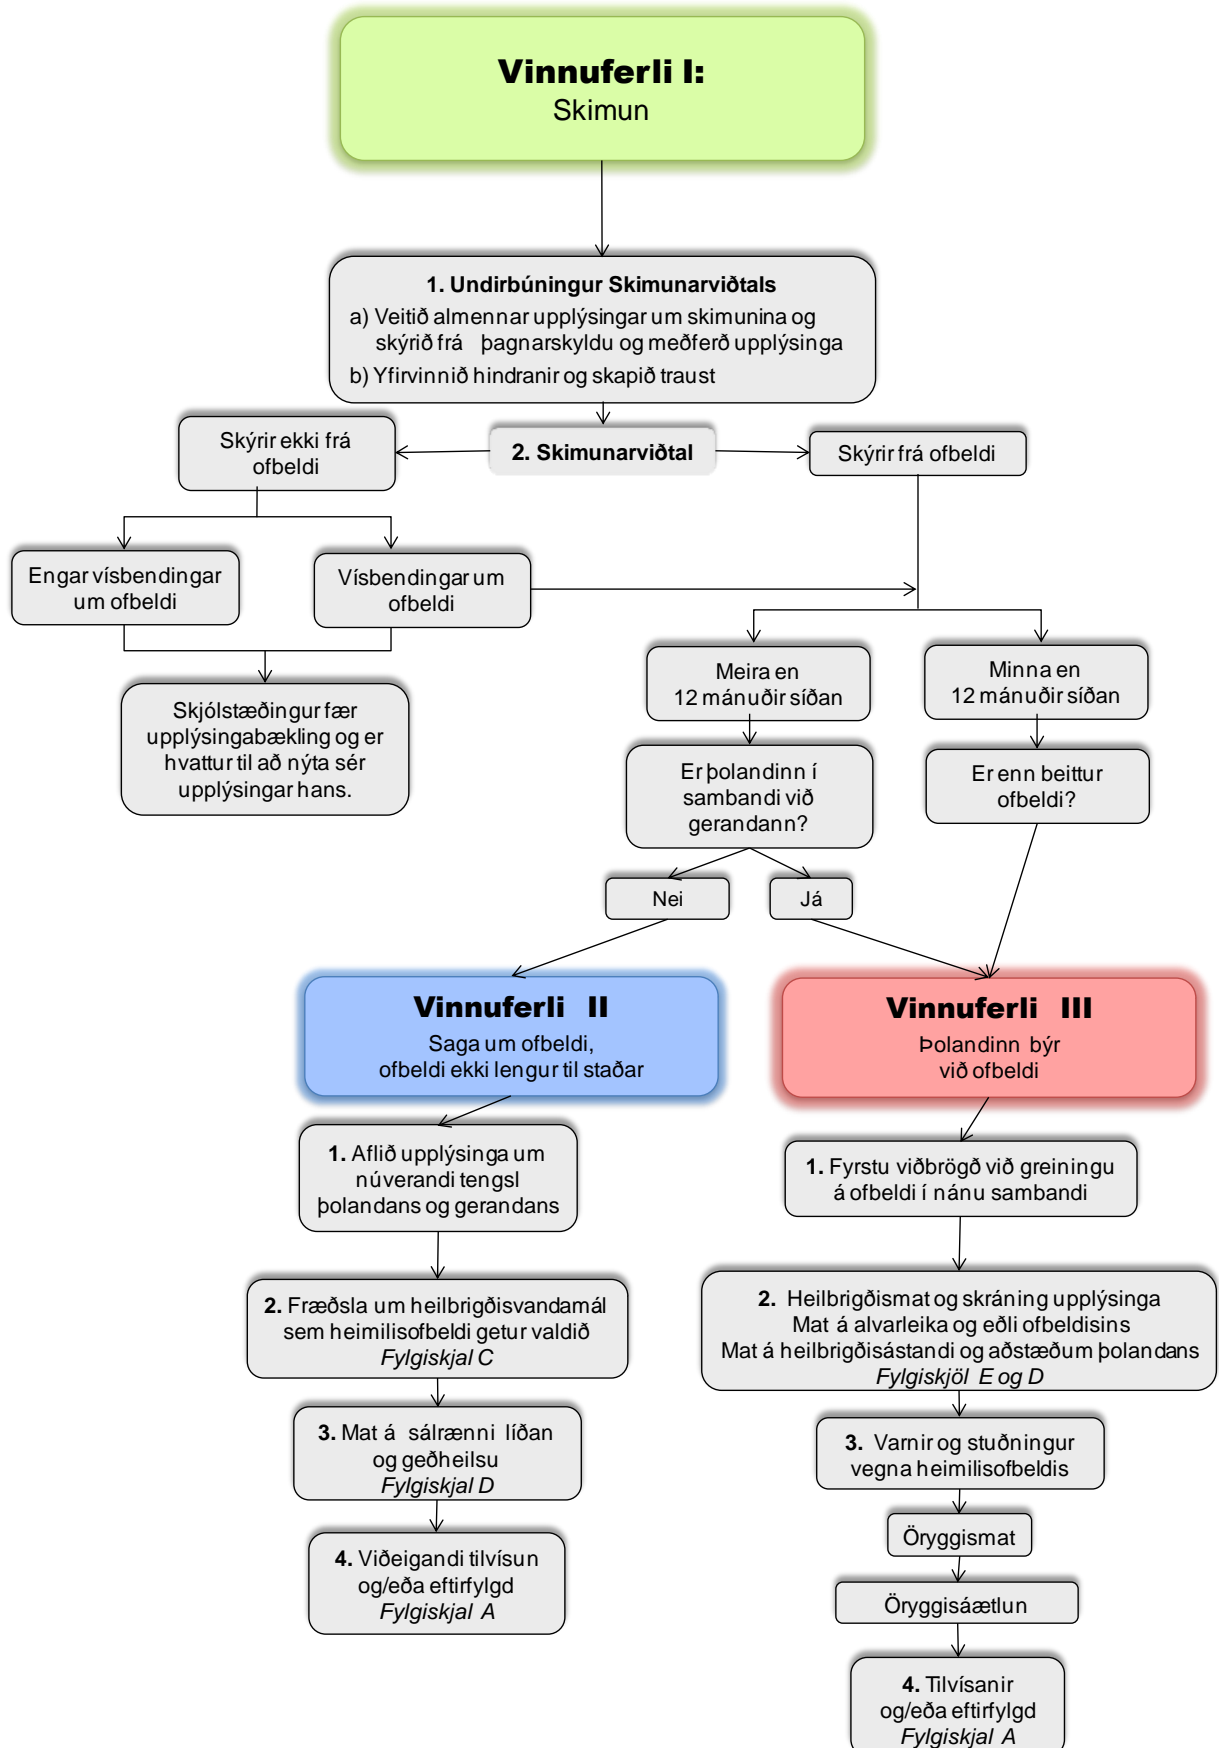 Vinnuferli I:
Skimun
1. Undirbúningur Skimunarviðtals
a) Veitið almennar upplýsingar um skimunina og
skýrið frá þagnarskyldu og meðferð upplýsinga
b) Yfirvinnið hindranir og skapið traust
Skýrir ekki frá
ofbeldi
2. Skimunarviðtal
Skýrir frá ofbeldi
Engar vísbendingar
um ofbeldi
Vísbendingar um
ofbeldi
Meira en
12 mánuðir síðan
Minna en
12 mánuðir síðan
Skjólstæðingur fær
upplýsingabækling og er
hvattur til að nýta sér
upplýsingar hans.
Er þolandinn í
sambandi við
gerandann?
Er enn beittur
ofbeldi?
Nei
Já
Vinnuferli II
Saga um ofbeldi,
ofbeldi ekki lengur til staðar
Vinnuferli III
Þolandinn býr
við ofbeldi
1. Aflið upplýsinga um
núverandi tengsl
þolandans og gerandans
2. Fræðsla um heilbrigðisvandamál
sem heimilisofbeldi getur valdið
Fylgiskjal C
3. Mat á sálrænni líðan
og geðheilsu
Fylgiskjal D
4. Viðeigandi tilvísun
og/eða eftirfylgd
Fylgiskjal A
1. Fyrstu viðbrögð við greiningu
á ofbeldi í nánu sambandi
2. Heilbrigðismat og skráning upplýsinga
Mat á alvarleika og eðli ofbeldisins
Mat á heilbrigðisástandi og aðstæðum þolandans
Fylgiskjöl E og D
3. Varnir og stuðningur
vegna heimilisofbeldis
Öryggismat
Öryggisáætlun
4. Tilvísanir
og/eða eftirfylgd
Fylgiskjal A